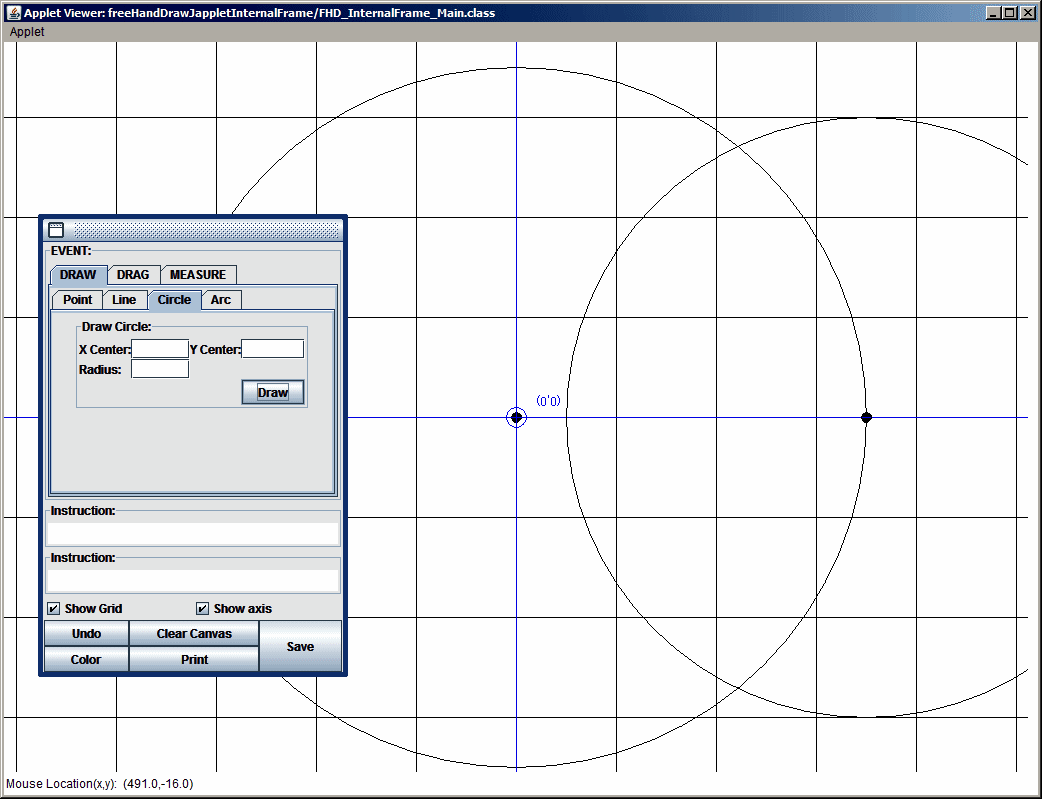 Applet Viewer: freeHandDrawJappletInternalFrame/FHD_InternalFrame_Main.class
Applet
EVENT:
DRAW DRAG MEASURE
Point Line Circle Arc
Draw Circle:
X Center: Y Center:
Radius:
Draw
(0'0)
Instruction:
Instruction:
Show Grid Show axis
Undo Clear Canvas Save
Color Print
Mouse Location(x,y): (491.0,-16.0)